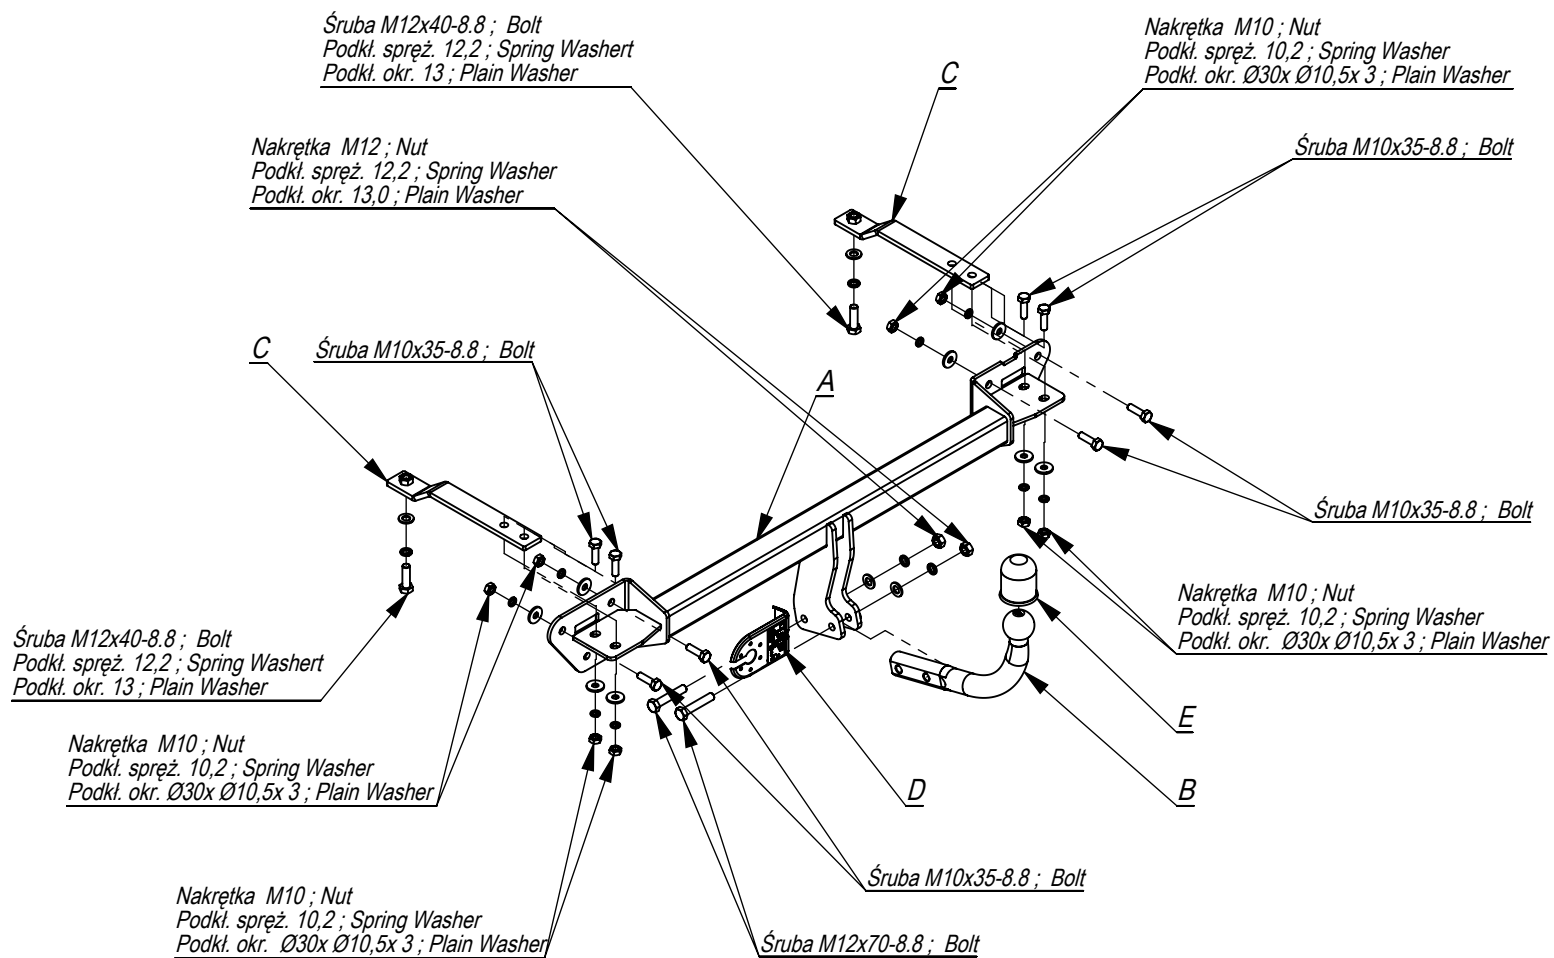 Śruba M12x40-8.8 ; Bolt
Podkł. spręż. 12,2 ; Spring Washert
Podkł. okr. 13 ; Plain Washer
Nakrętka M10 ; Nut
Podkł. spręż. 10,2 ; Spring Washer
Podkł. okr. Ø30x Ø10,5x 3 ; Plain Washer
C
Nakrętka M12 ; Nut
Podkł. spręż. 12,2 ; Spring Washer
Podkł. okr. 13,0 ; Plain Washer
Śruba M10x35-8.8 ; Bolt
C
Śruba M10x35-8.8 ; Bolt
A
Śruba M10x35-8.8 ; Bolt
Nakrętka M10 ; Nut
Podkł. spręż. 10,2 ; Spring Washer
Podkł. okr. Ø30x Ø10,5x 3 ; Plain Washer
Śruba M12x40-8.8 ; Bolt
Podkł. spręż. 12,2 ; Spring Washert
Podkł. okr. 13 ; Plain Washer
E
Nakrętka M10 ; Nut
Podkł. spręż. 10,2 ; Spring Washer
Podkł. okr. Ø30x Ø10,5x 3 ; Plain Washer
D
B
Śruba M10x35-8.8 ; Bolt
Nakrętka M10 ; Nut
Podkł. spręż. 10,2 ; Spring Washer
Podkł. okr. Ø30x Ø10,5x 3 ; Plain Washer
Śruba M12x70-8.8 ; Bolt